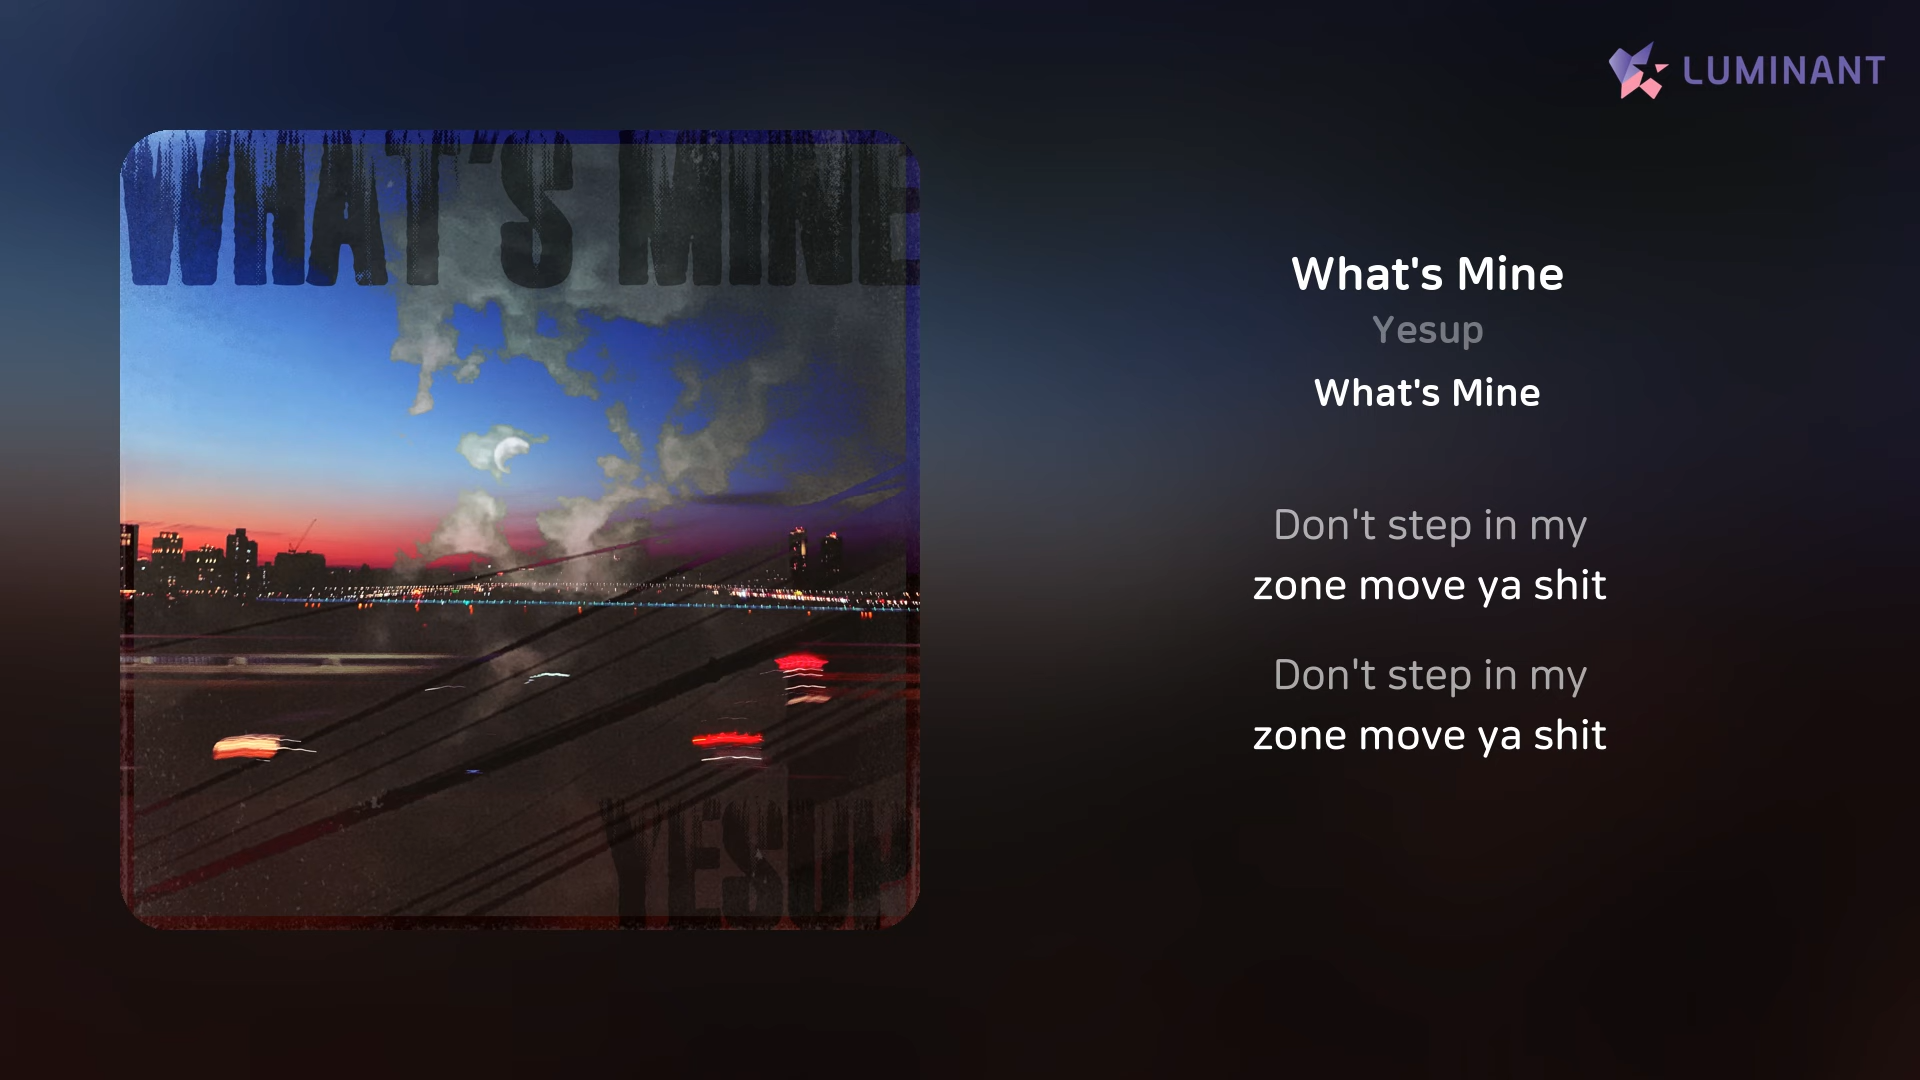 LUMINANT
WHAT'S MINE
YESUP
What's Mine
Yesup
What's Mine
Don't step in my
zone move ya shit
Don't step in my
zone move ya shit